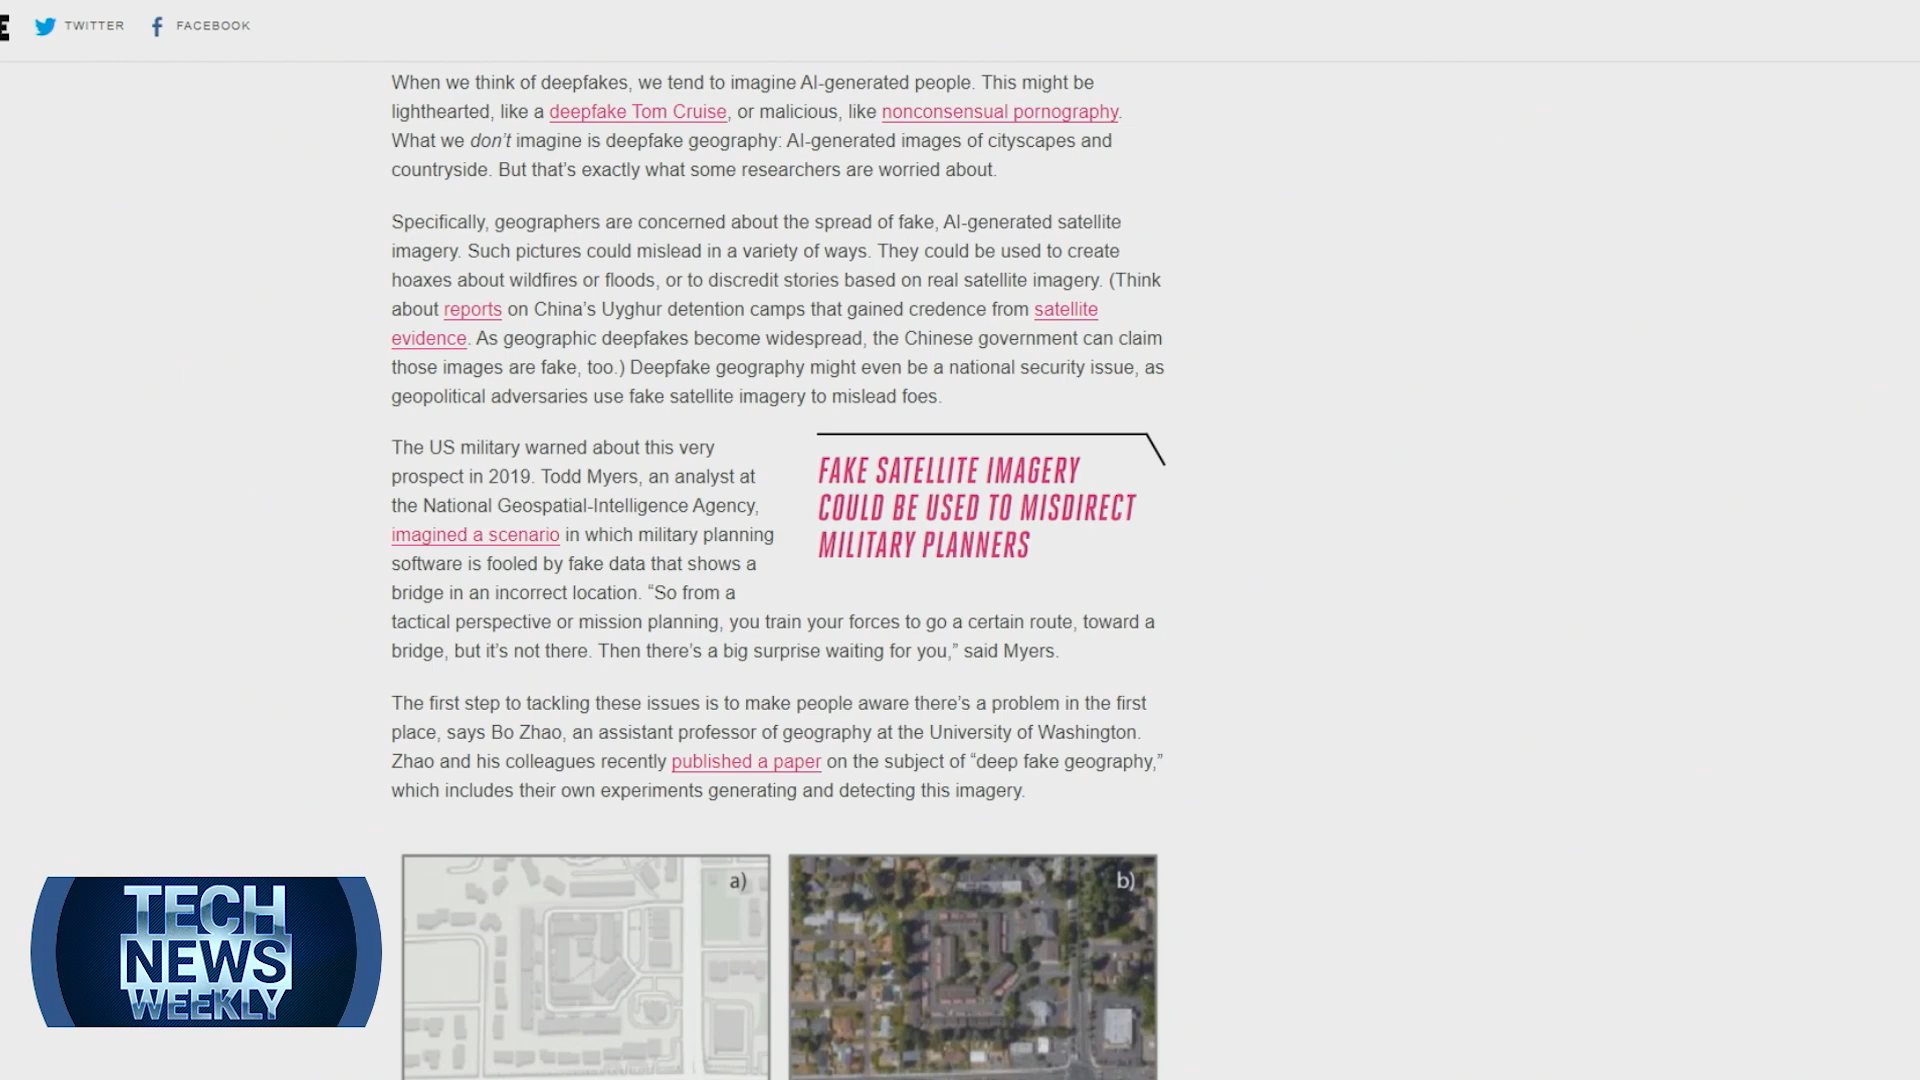 E TWITTER FACEBOOK
When we think of deepfakes, we tend to imagine AI-generated people. This might be
lighthearted, like a deepfake Tom Cruise, or malicious, like nonconsensual pornography.
What we don’t imagine is deepfake geography: AI-generated images of cityscapes and
countryside. But that’s exactly what some researchers are worried about.
Specifically, geographers are concerned about the spread of fake, AI-generated satellite
imagery. Such pictures could mislead in a variety of ways. They could be used to create
hoaxes about wildfires or floods, or to discredit stories based on real satellite imagery. (Think
about reports on China’s Uyghur detention camps that gained credence from satellite
evidence. As geographic deepfakes become widespread, the Chinese government can claim
those images are fake, too.) Deepfake geography might even be a national security issue, as
geopolitical adversaries use fake satellite imagery to mislead foes.
The US military warned about this very
prospect in 2019. Todd Myers, an analyst at
the National Geospatial-Intelligence Agency,
imagined a scenario in which military planning
software is fooled by fake data that shows a
bridge in an incorrect location. “So from a
tactical perspective or mission planning, you train your forces to go a certain route, toward a
bridge, but it’s not there. Then there’s a big surprise waiting for you,” said Myers.
FAKE SATELLITE IMAGERY
COULD BE USED TO MISDIRECT
MILITARY PLANNERS
The first step to tackling these issues is to make people aware there’s a problem in the first
place, says Bo Zhao, an assistant professor of geography at the University of Washington.
Zhao and his colleagues recently published a paper on the subject of “deep fake geography,”
which includes their own experiments generating and detecting this imagery.
a)
b)
TECH
NEWS
WEEKLY